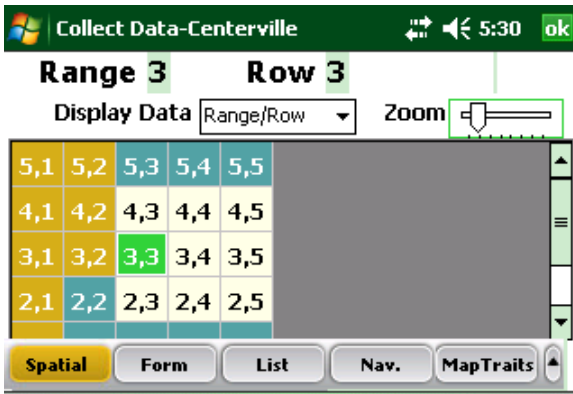 Collect Data-Centerville 5:30 ok
Range 3 Row 3
Display Data Range/Row Zoom
5,1 5,2 5,3 5,4 5,5
4,1 4,2 4,3 4,4 4,5
3,1 3,2 3,3 3,4 3,5
2,1 2,2 2,3 2,4 2,5
Spatial Form List Nav. MapTraits